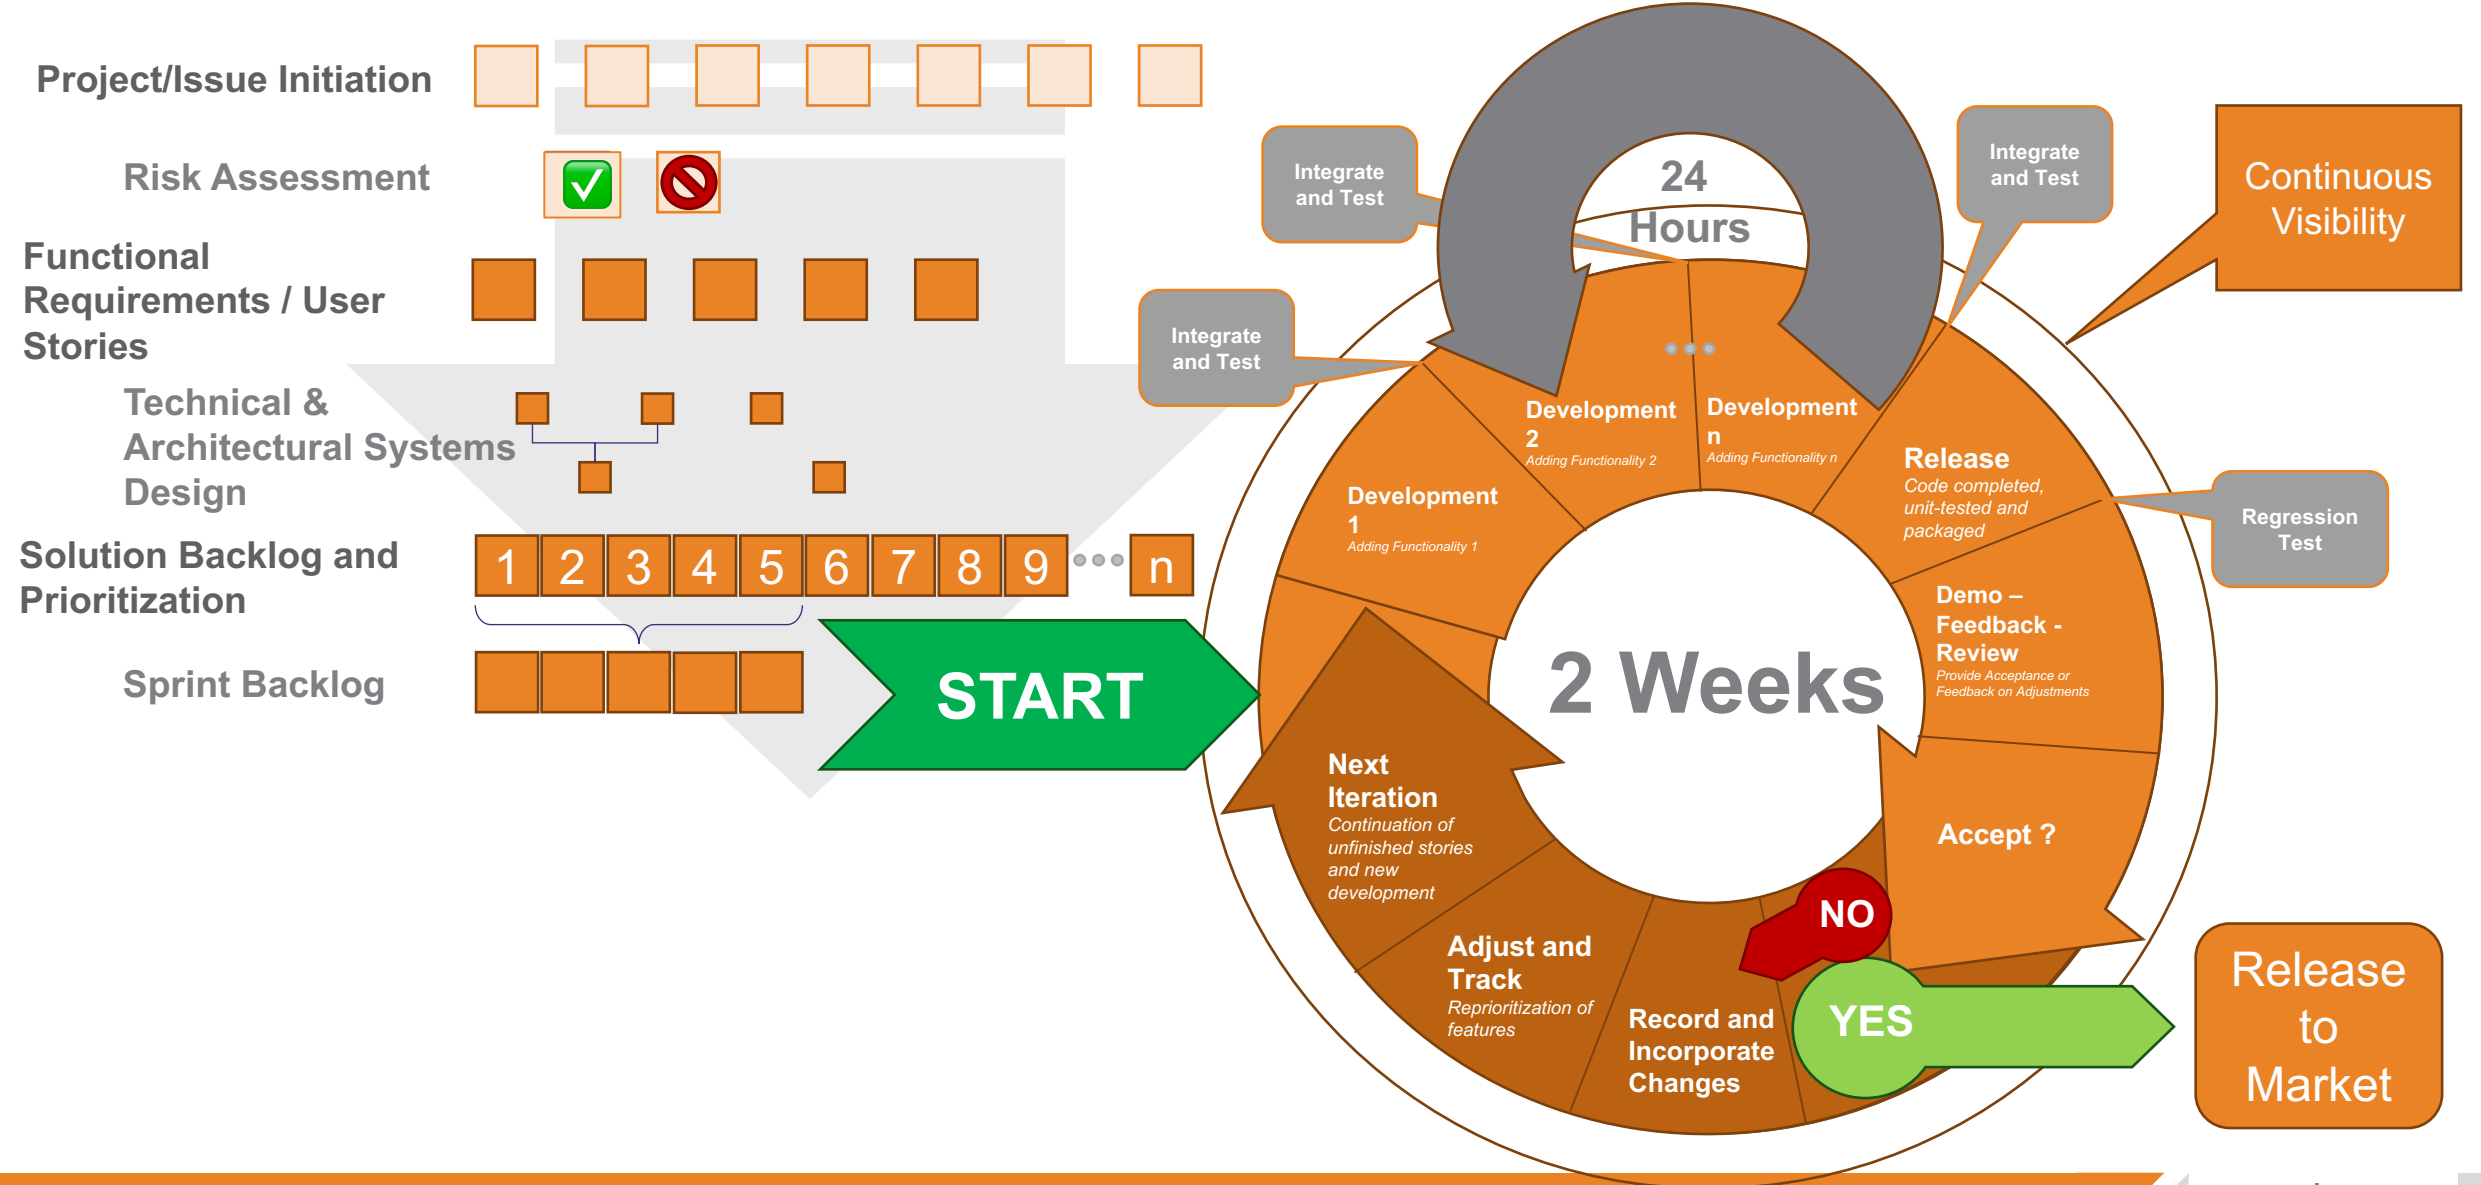 Project/Issue Initiation
Risk Assessment
Functional
Requirements / User
Stories
Technical &
Architectural Systems
Design
Solution Backlog and
Prioritization
1 2 3 4 5 6 7 8 9 n
Sprint Backlog
START
24
Hours
Integrate
and Test
Integrate
and Test
Integrate
and Test
Continuous
Visibility
Development
1
Adding Functionality 1
Development
2
Adding Functionality 2
Development
n
Adding Functionality n
Release
Code completed,
unit-tested and
packaged
Regression
Test
Demo –
Feedback -
Review
Provide Acceptance or
Feedback on Adjustments
2 Weeks
Accept ?
NO
YES
Release
to
Market
Record and
Incorporate
Changes
Adjust and
Track
Reprioritization of
features
Next
Iteration
Continuation of
unfinished stories
and new
development